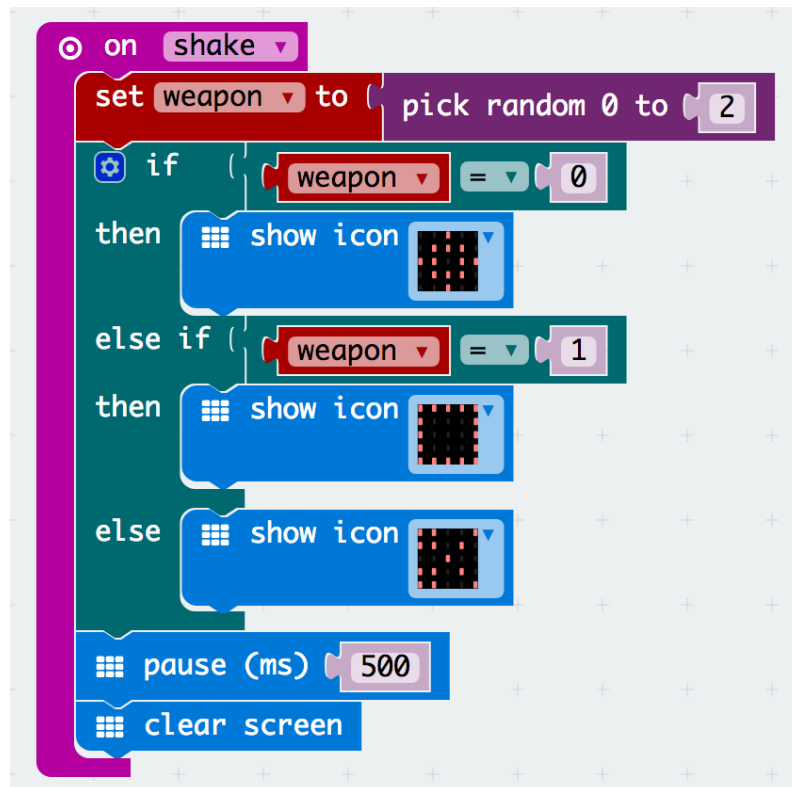 on shake
set weapon to pick random 0 to 2
if weapon = 0
then show icon
else if weapon = 1
then show icon
else show icon
pause (ms) 500
clear screen